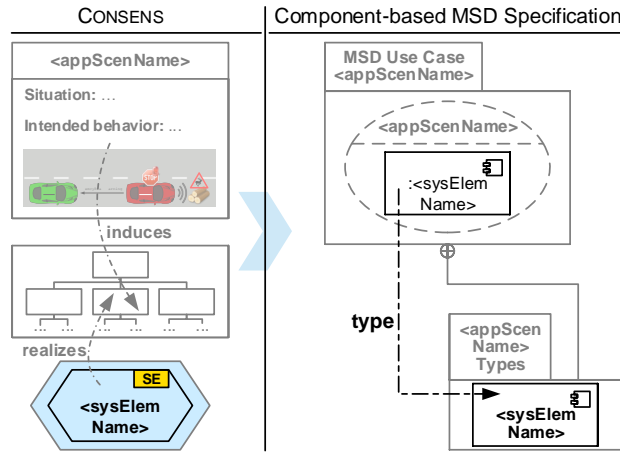 CONSENS
Component-based MSD Specification
<appScenName>
Situation: ...
Intended behavior: ...
STOP
induces
... ... ... ... ... ...
realizes
SE
<sysElem
Name>
MSD Use Case
<appScenName>
<appScenName>
:<sysElem
Name>
type
<appScen
Name>
Types
<sysElem
Name>